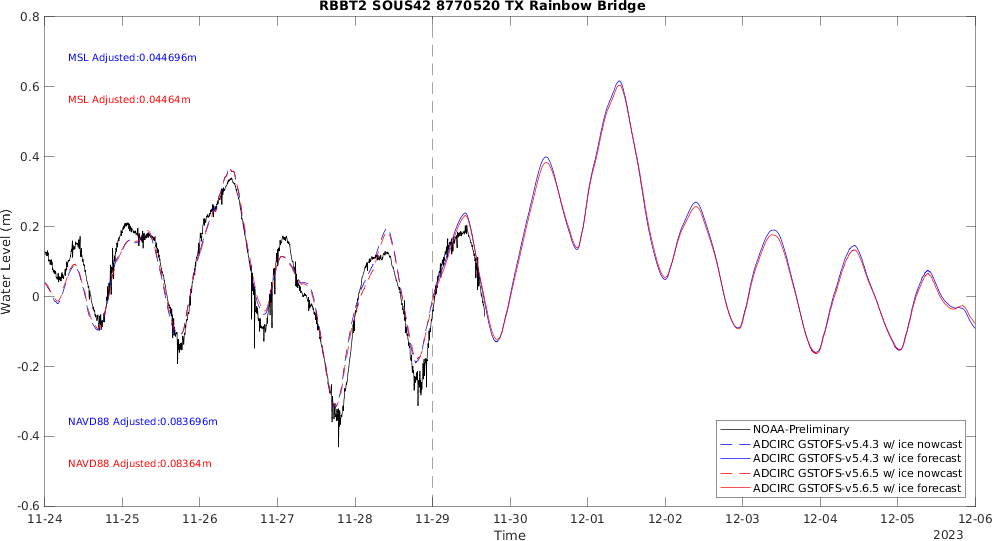 RBBT2 SOUS42 8770520 TX Rainbow Bridge
0.8
0.6
0.4
0.2
0
-0.2
-0.4
-0.6
Water Level (m)
MSL Adjusted:0.044696m
MSL Adjusted:0.04464m
NAVD88 Adjusted:0.083696m
NAVD88 Adjusted:0.08364m
NOAA-Preliminary
ADCIRC GSTOFS-v5.4.3 w/ ice nowcast
ADCIRC GSTOFS-v5.4.3 w/ ice forecast
ADCIRC GSTOFS-v5.6.5 w/ ice nowcast
ADCIRC GSTOFS-v5.6.5 w/ ice forecast
11-24 11-25 11-26 11-27 11-28 11-29 11-30 12-01 12-02 12-03 12-04 12-05 12-06
Time
2023